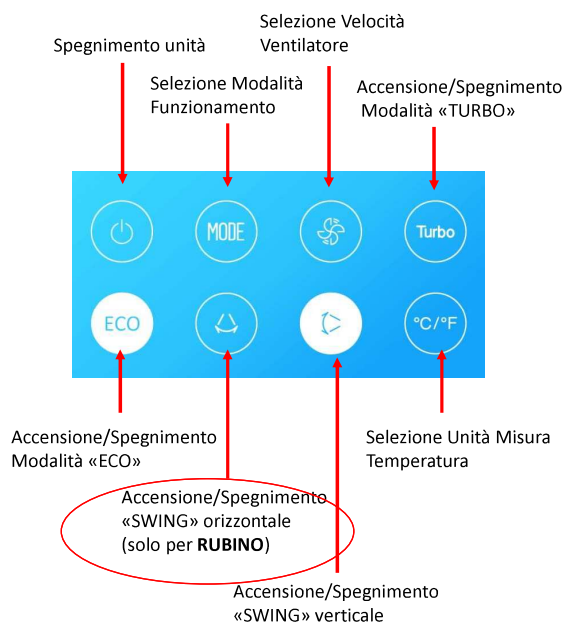 Selezione Velocità
Ventilatore
Spegnimento unità
Selezione Modalità
Funzionamento
Accensione/Spegnimento
Modalità «TURBO»
MODE
Turbo
ECO
°C/°F
Accensione/Spegnimento
Modalità «ECO»
Selezione Unità Misura
Temperatura
Accensione/Spegnimento
«SWING» orizzontale
(solo per RUBINO)
Accensione/Spegnimento
«SWING» verticale